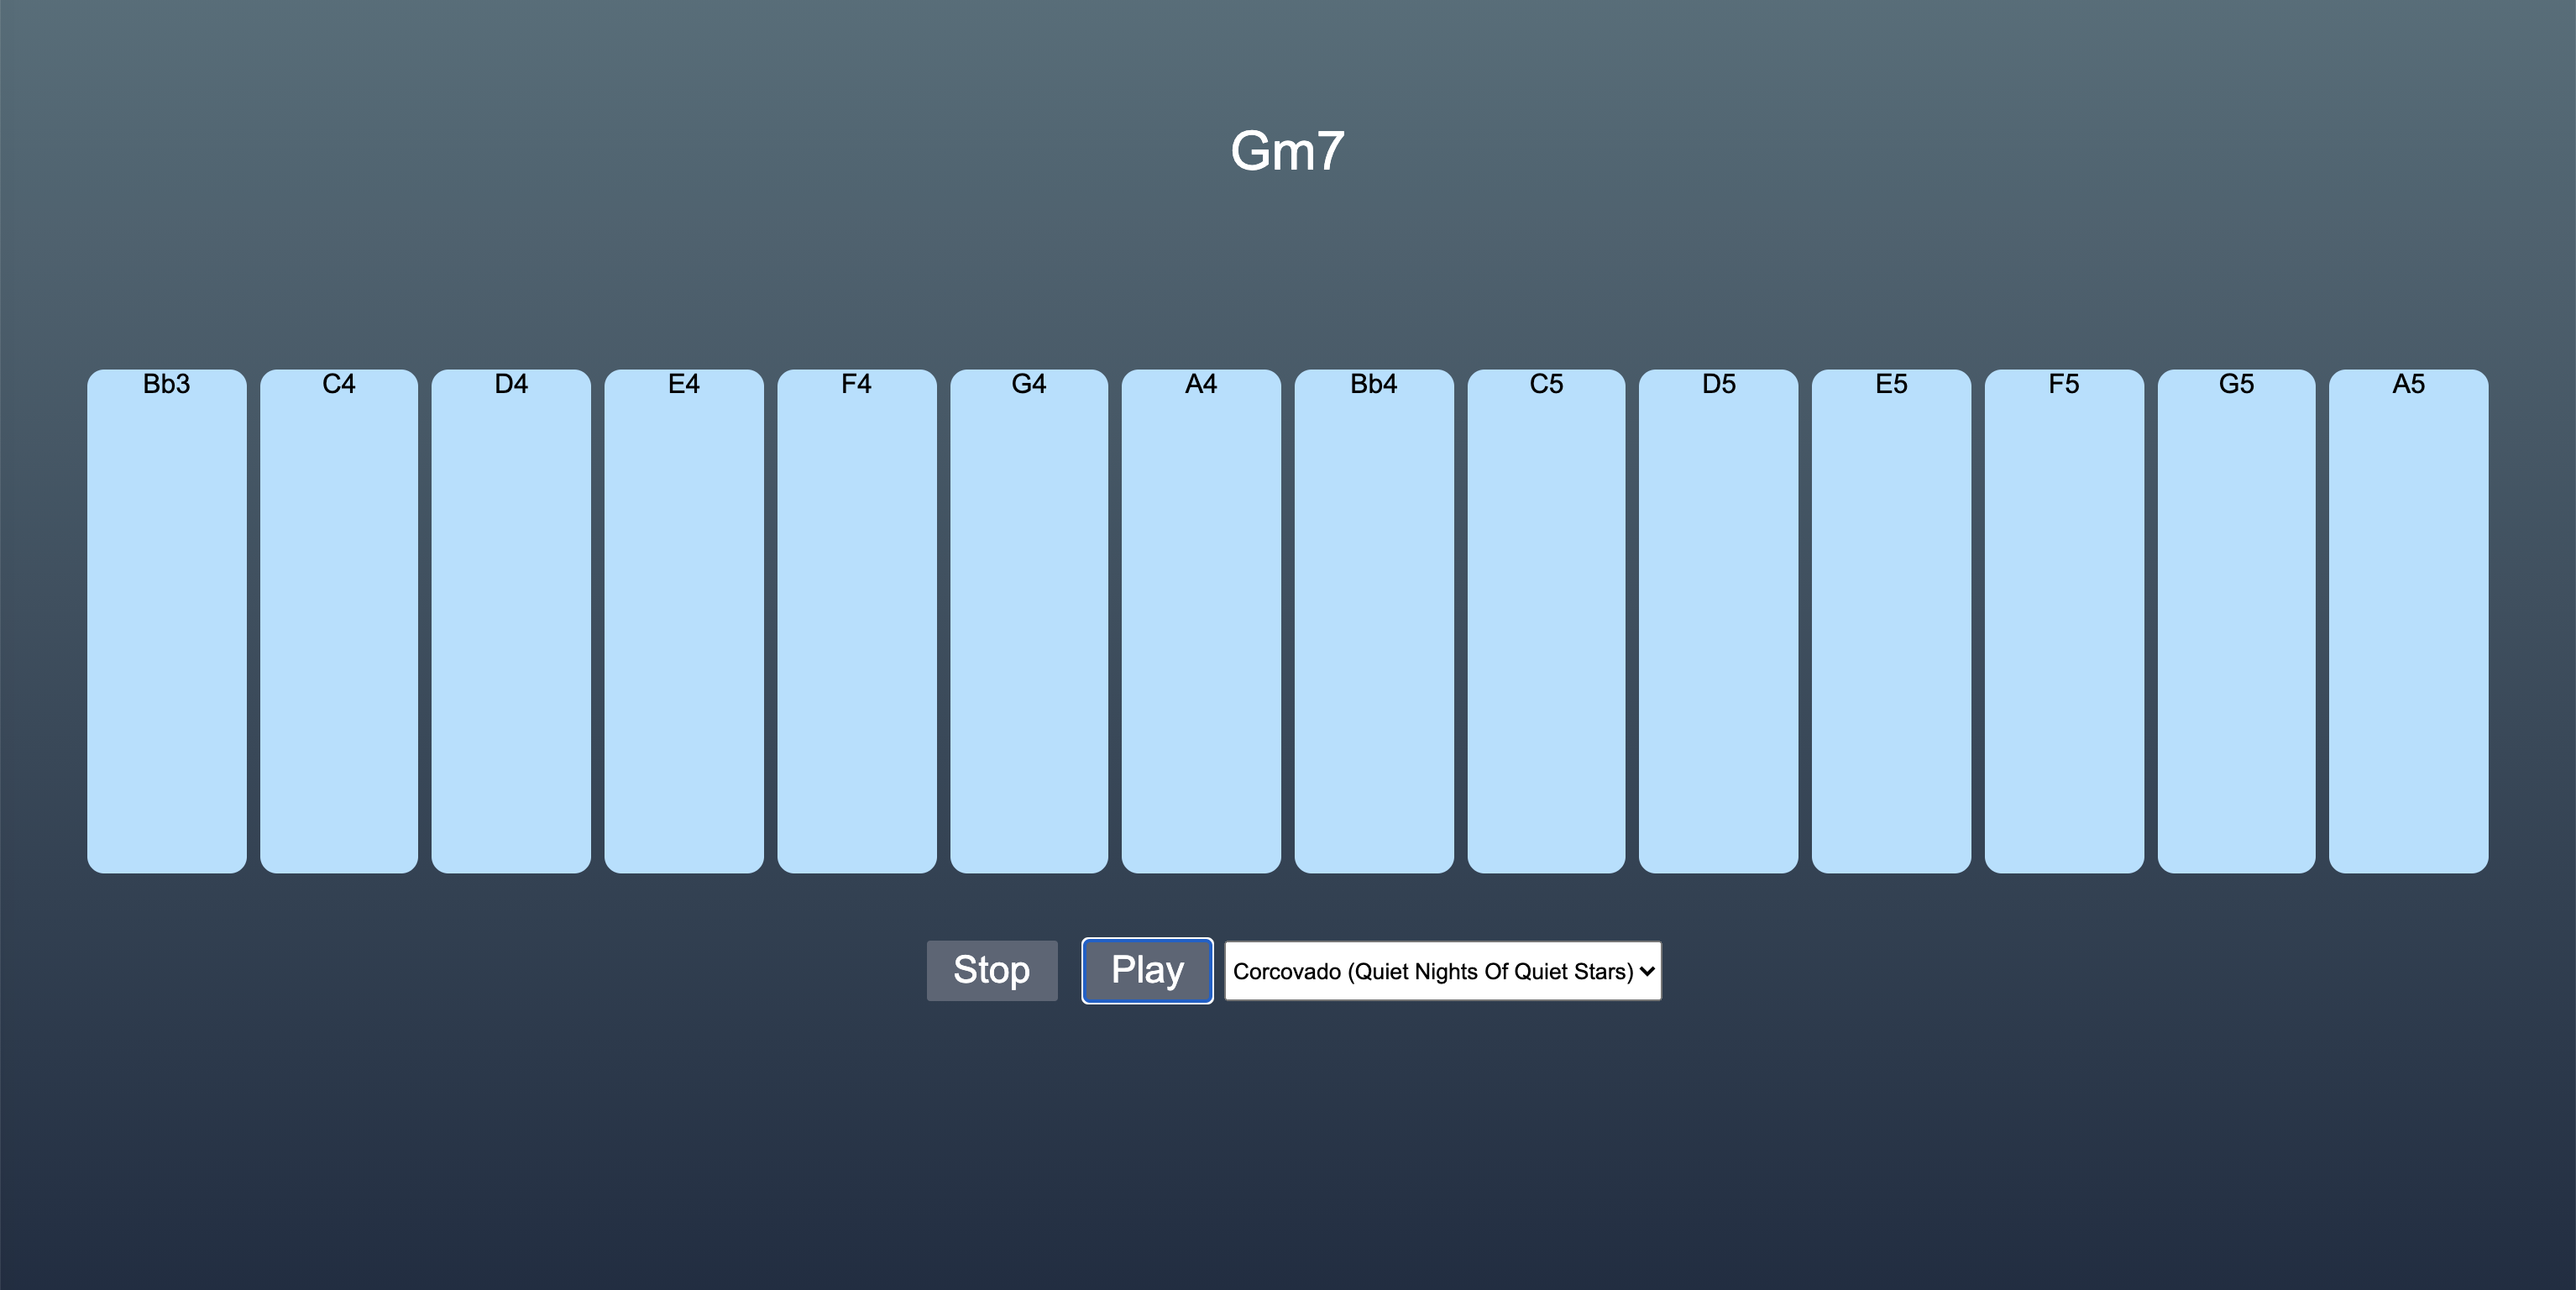 Gm7
Bb3 C4 D4 E4 F4 G4 A4 Bb4 C5 D5 E5 F5 G5 A5
Stop Play Corcovado (Quiet Nights Of Quiet Stars)